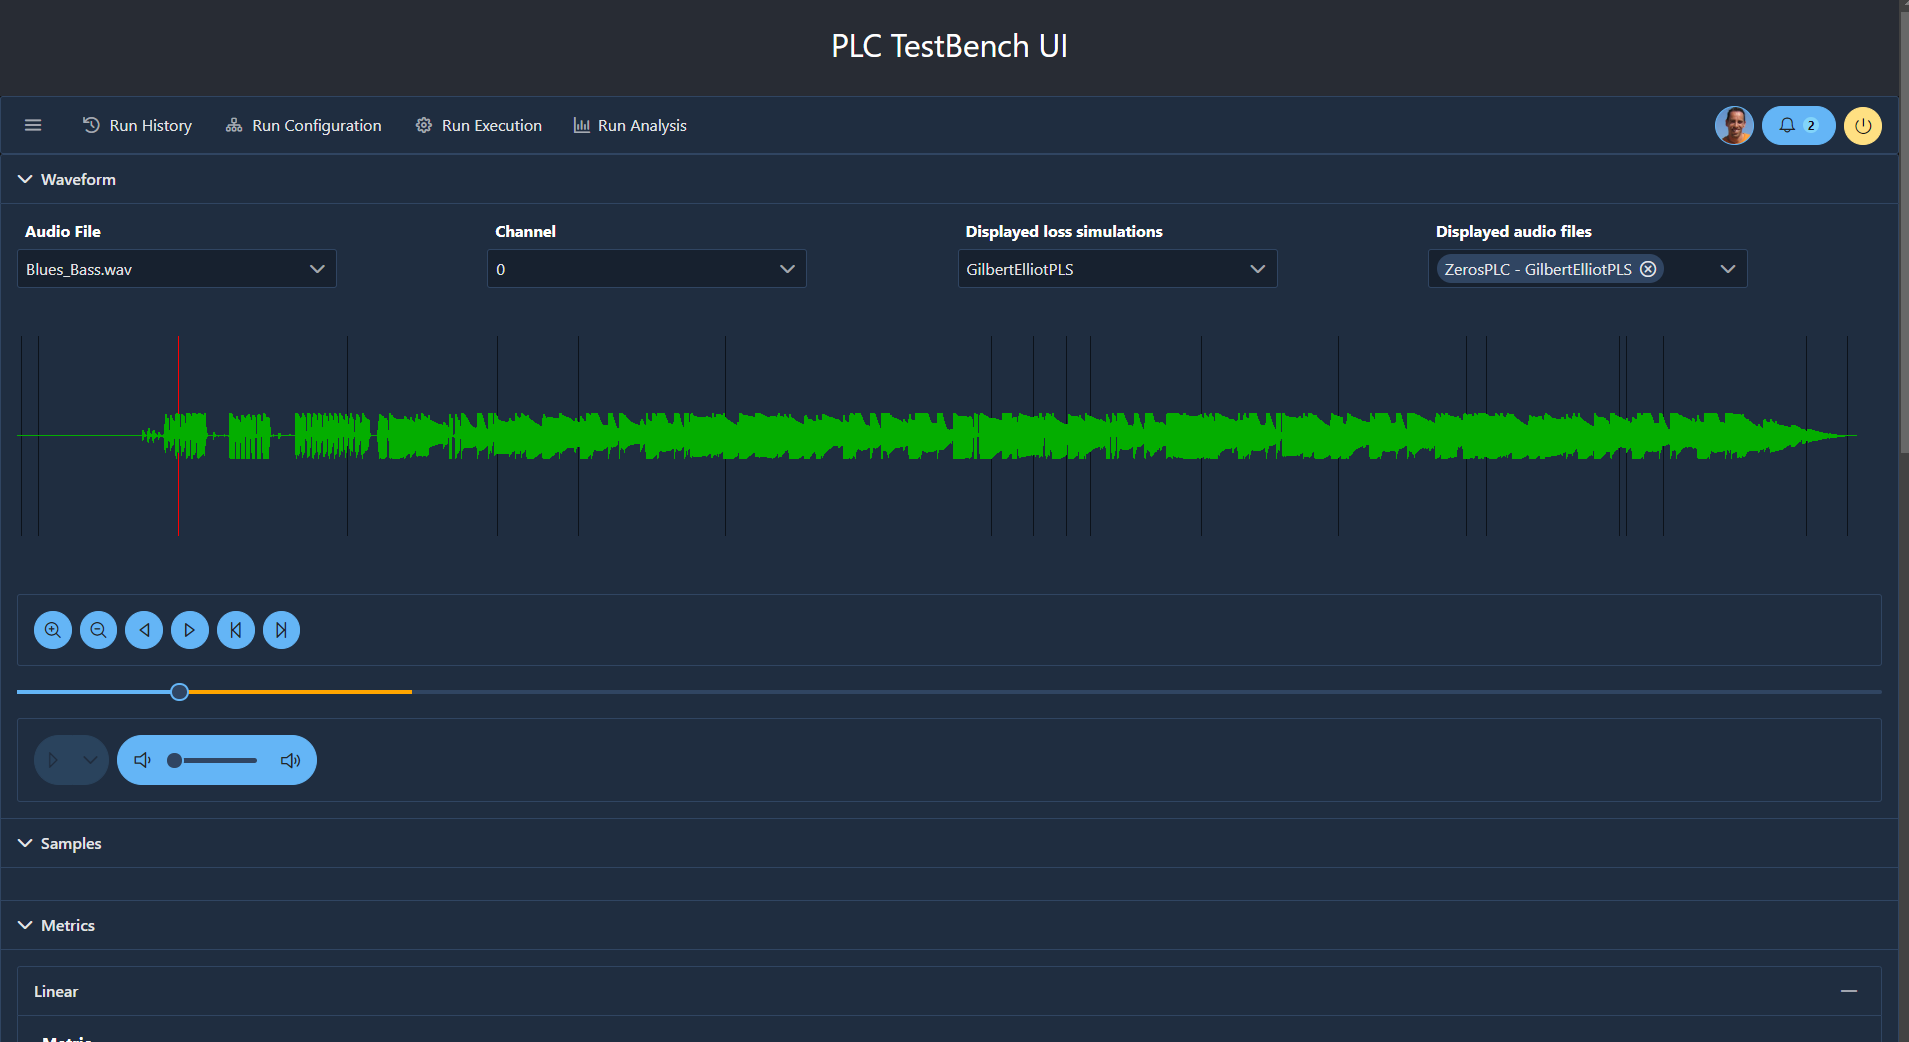 PLC TestBench UI
Run History
Run Configuration
Run Execution
Run Analysis
2
Waveform
Audio File
Channel
Displayed loss simulations
Displayed audio files
Blues_Bass.wav
0
GilbertElliotPLS
ZerosPLC - GilbertElliotPLS
Samples
Metrics
Linear
Metric